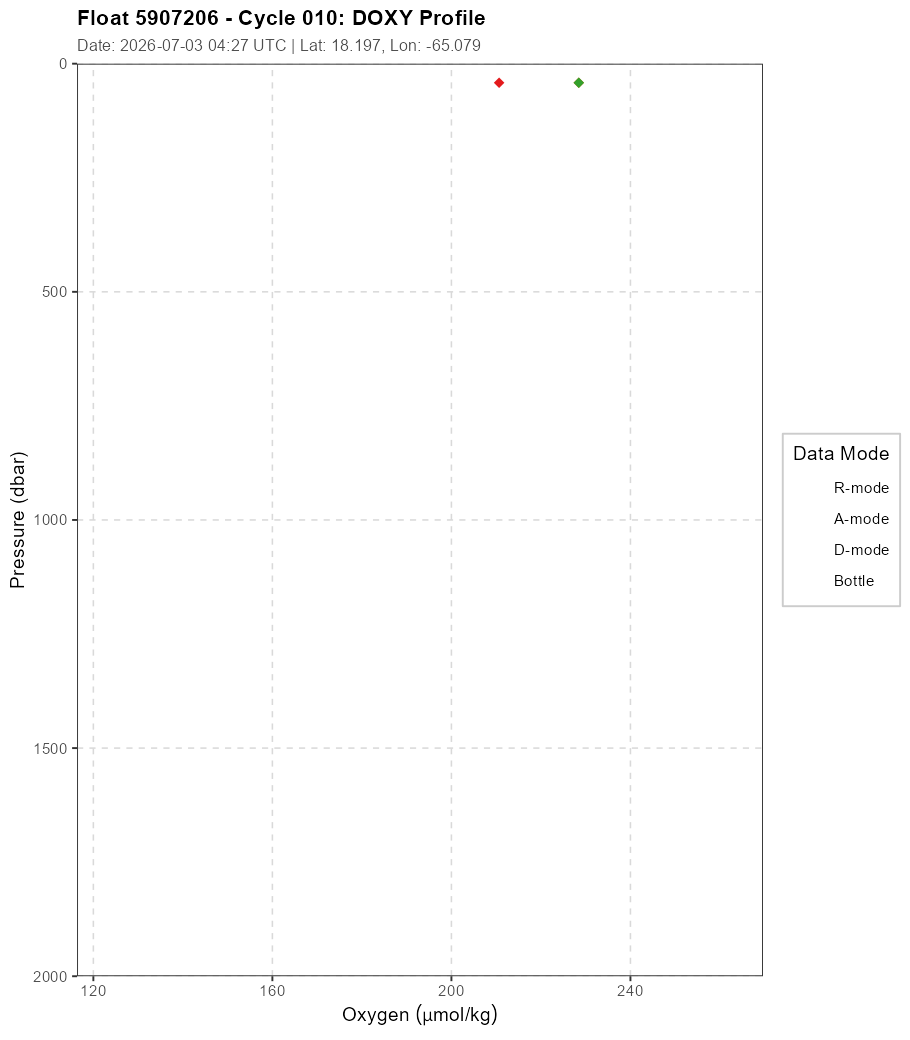 Float 5907206 - Cycle 010: DOXY Profile
Date: 2026-07-03 04:27 UTC | Lat: 18.197, Lon: -65.079
0
500
1000
1500
2000
Pressure (dbar)
120 160 200 240
Oxygen (μmol/kg)
Data Mode
R-mode
A-mode
D-mode
Bottle